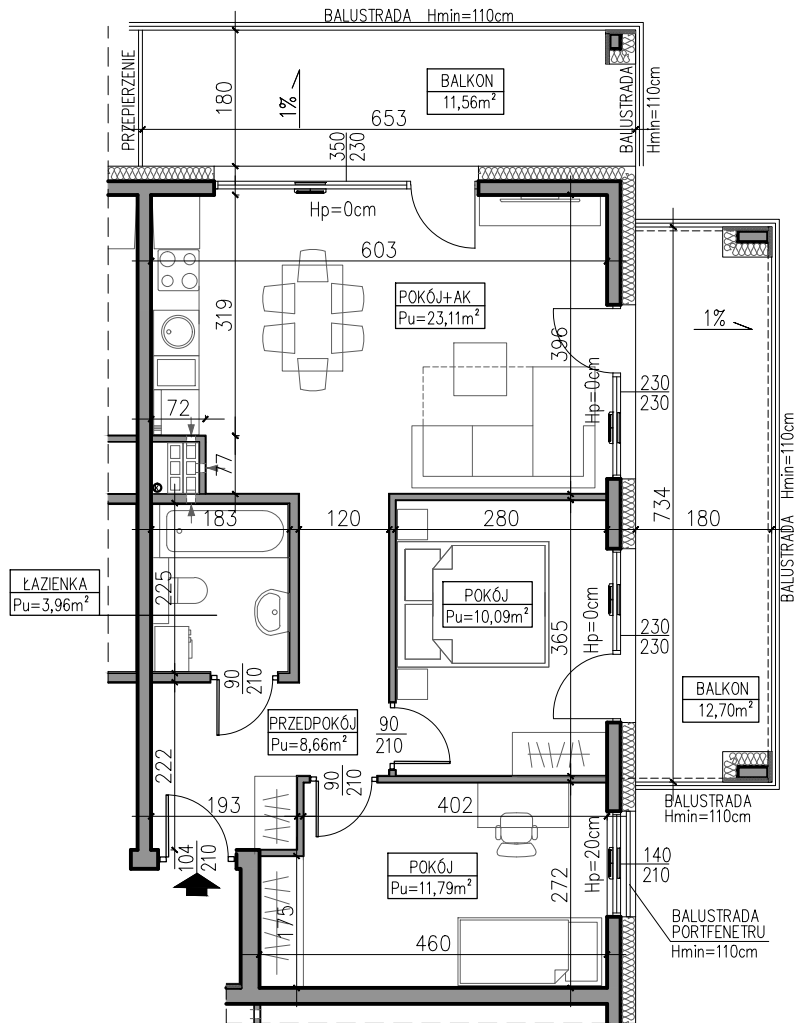 BALUSTRADA Hmin=110cm
PRZEPIERZENIE
180
1%
BALKON
11,56m²
653
BALUSTRADA
Hmin=110cm
350
230
Hp=0cm
603
319
POKÓJ+AK
Pu=23,11m²
396
Hp=0cm
230
230
1%
72
77
734
180
BALUSTRADA Hmin=110cm
183
120
280
ŁAZIENKA
Pu=3,96m²
225
POKÓJ
Pu=10,09m²
365
Hp=0cm
230
230
90
210
BALKON
12,70m²
PRZEDPOKÓJ
Pu=8,66m²
90
210
222
90
210
193
402
BALUSTRADA
Hmin=110cm
104
210
POKÓJ
Pu=11,79m²
272
Hp=20cm
140
210
175
460
BALUSTRADA
PORTFENETRU
Hmin=110cm